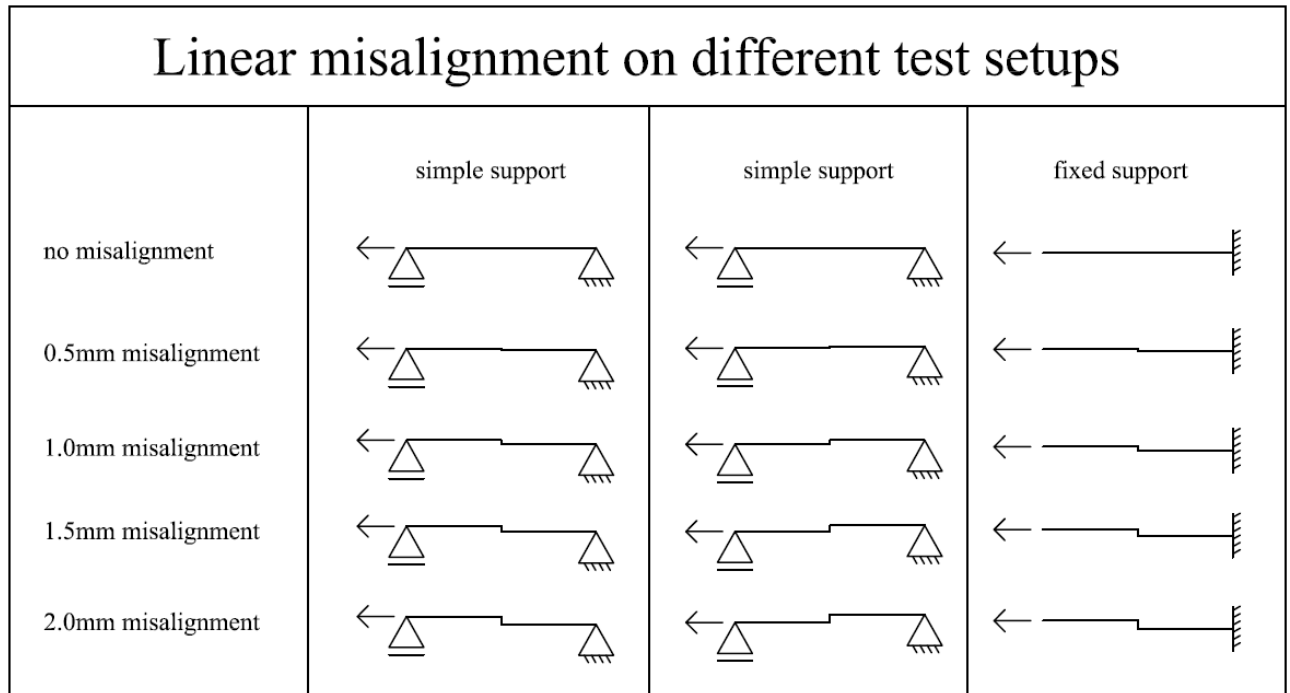 Linear misalignment on different test setups
simple support
simple support
fixed support
no misalignment
0.5mm misalignment
1.0mm misalignment
1.5mm misalignment
2.0mm misalignment